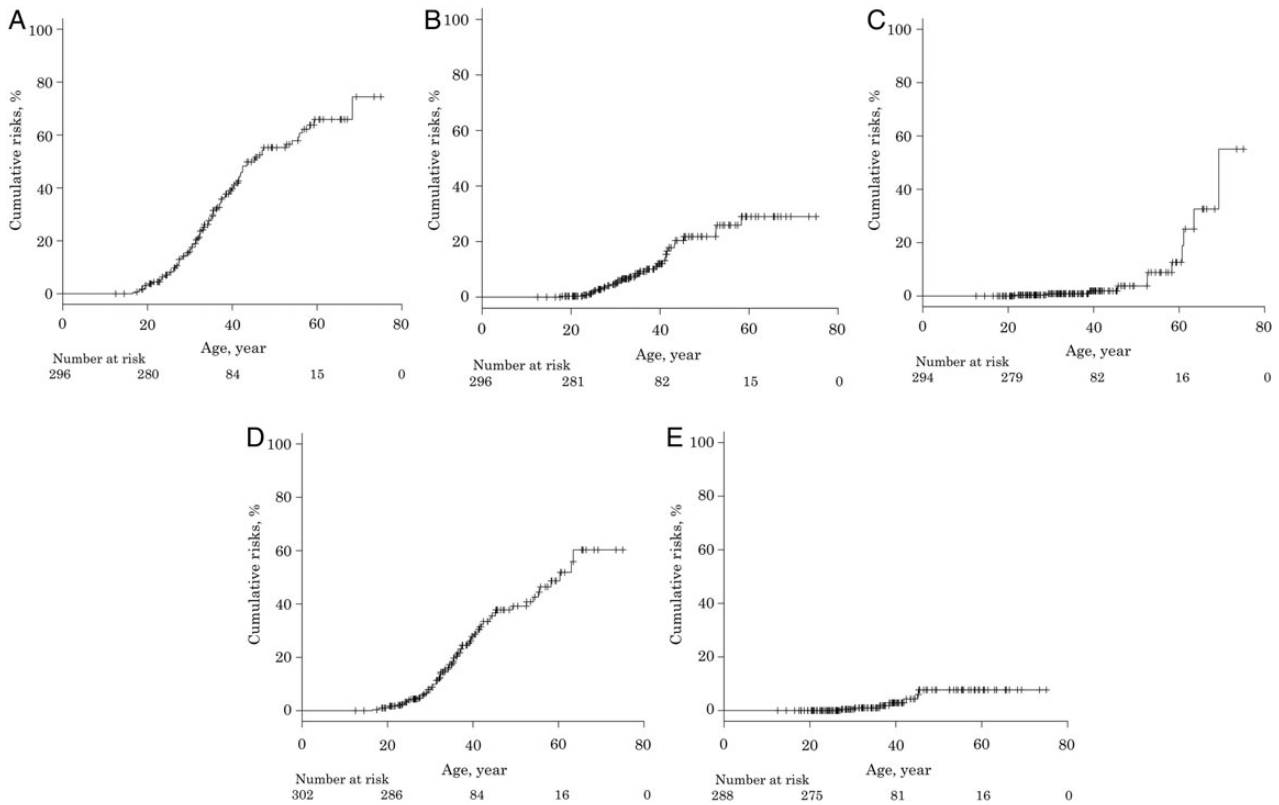 A
Cumulative risks, %
100
80
60
40
20
0
0 20 40 60 80
Age, year
Number at risk
296 280 84 15 0
B
Cumulative risks, %
100
80
60
40
20
0
0 20 40 60 80
Age, year
Number at risk
296 281 82 15 0
C
Cumulative risks, %
100
80
60
40
20
0
0 20 40 60 80
Age, year
Number at risk
294 279 82 16 0
D
Cumulative risks, %
100
80
60
40
20
0
0 20 40 60 80
Age, year
Number at risk
302 286 84 16 0
E
Cumulative risks, %
100
80
60
40
20
0
0 20 40 60 80
Age, year
Number at risk
288 275 81 16 0